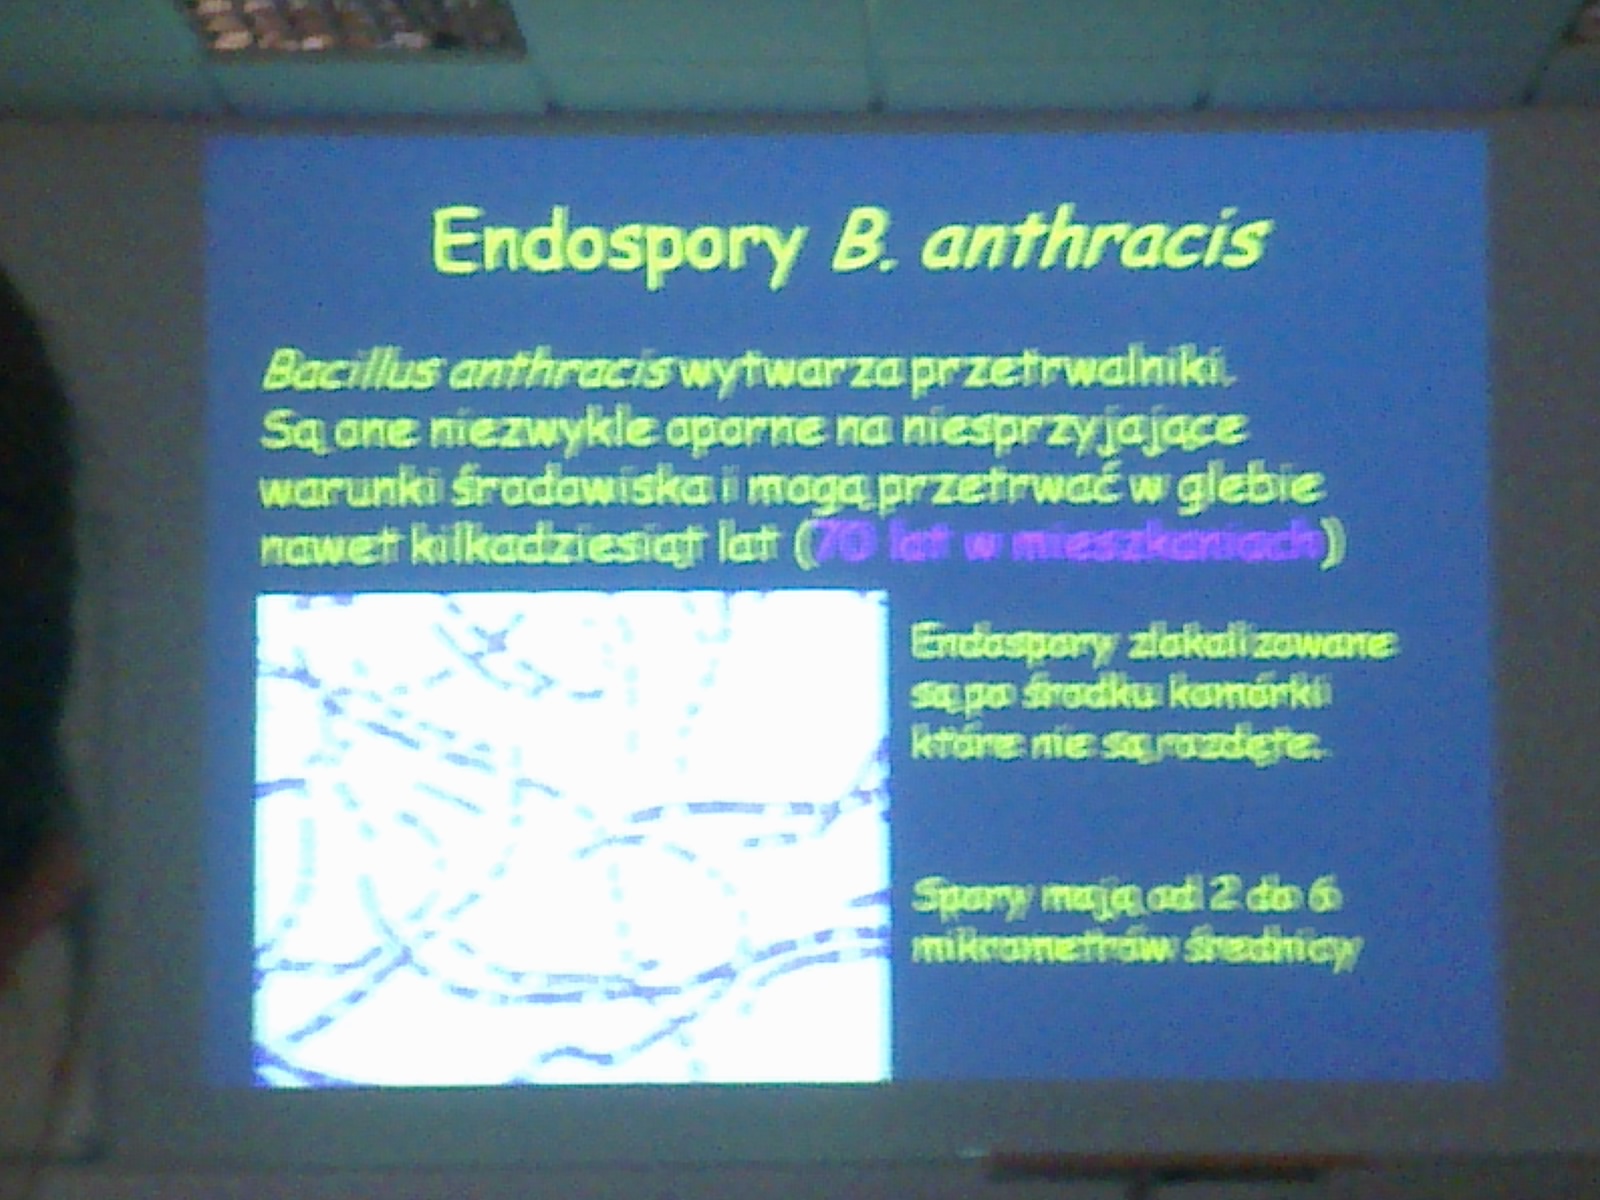 Endospory B. anthracis
Bacillus anthracis wytwarza przetrwalniki.
Są one niezwykle oporne na niesprzyjające
warunki środowiska i mogą przetrwać w glebie
nawet kilkadziesiąt lat (70 lat w mieszkaniach)
Endospory zlokalizowane
są po środku komórki
które nie są rozdęte.
Spory mają od 2 do 6
mikrometrów średnicy